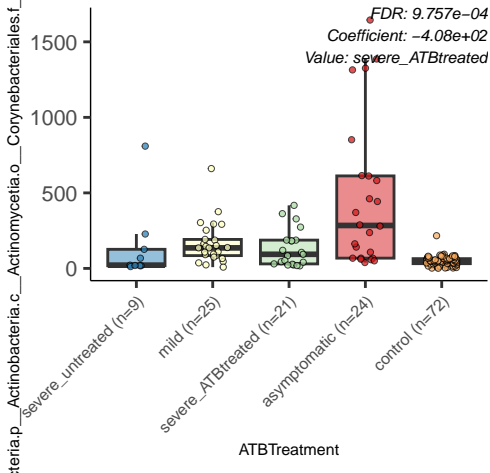 FDR: 9.757e−04
Coefficient: −4.08e+02
Value: severe_ATBtreated
cteria.p__Actinobacteria.c__Actinomycetia.o__Corynebacteriales.f_
1500
1000
500
0
severe_untreated (n=9)
mild (n=25)
severe_ATBtreated (n=21)
asymptomatic (n=24)
control (n=72)
ATBTreatment